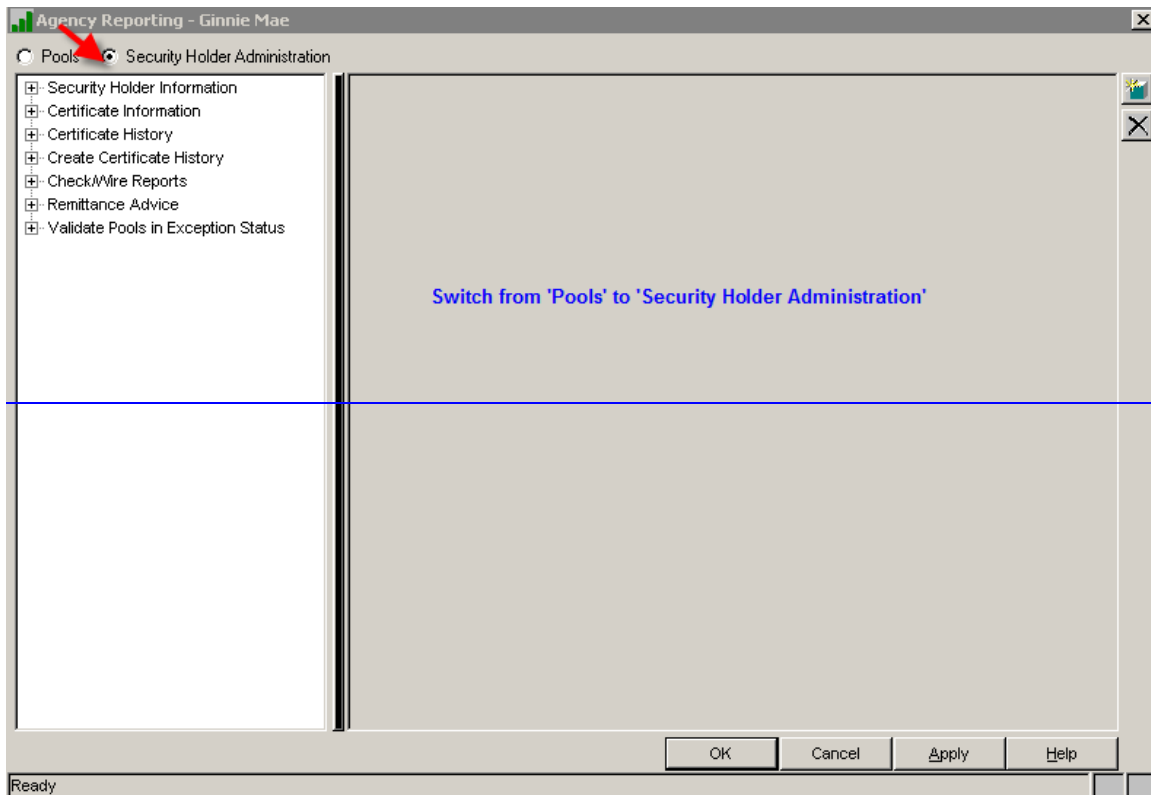 Agency Reporting - Ginnie Mae
Pools Security Holder Administration
Security Holder Information
Certificate Information
Certificate History
Create Certificate History
Check/Wire Reports
Remittance Advice
Validate Pools in Exception Status
Switch from 'Pools' to 'Security Holder Administration'
OK Cancel Apply Help
Ready